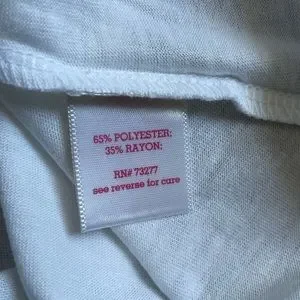 65% POLYESTER;
35% RAYON;
RN# 73277
see reverse for care